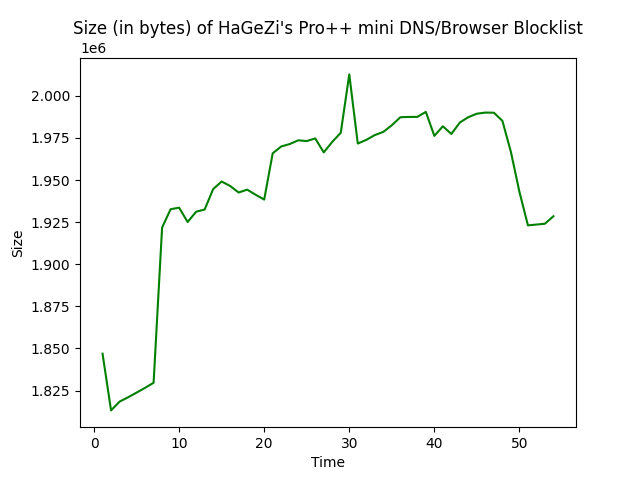 Size (in bytes) of HaGeZi's Pro++ mini DNS/Browser Blocklist
1e6
2.000
1.975
1.950
1.925
1.900
1.875
1.850
1.825
Size
0 10 20 30 40 50
Time